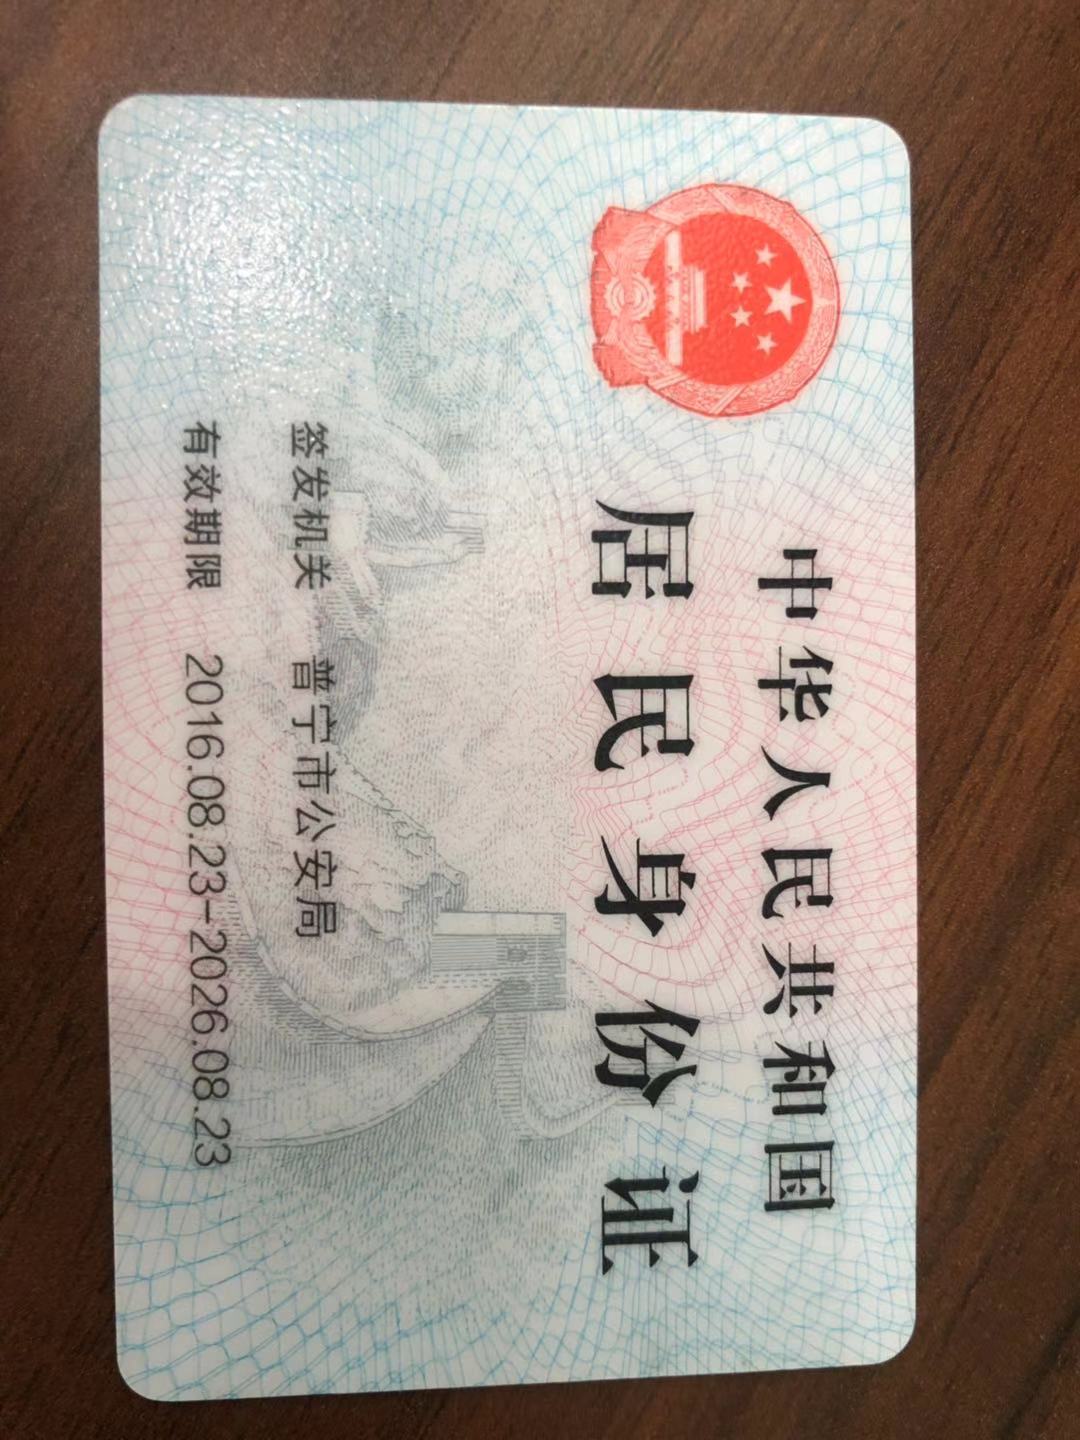 中华人民共和国
居民身份证
签发机关 普宁市公安局
有效期限 2016.08.23-2026.08.23